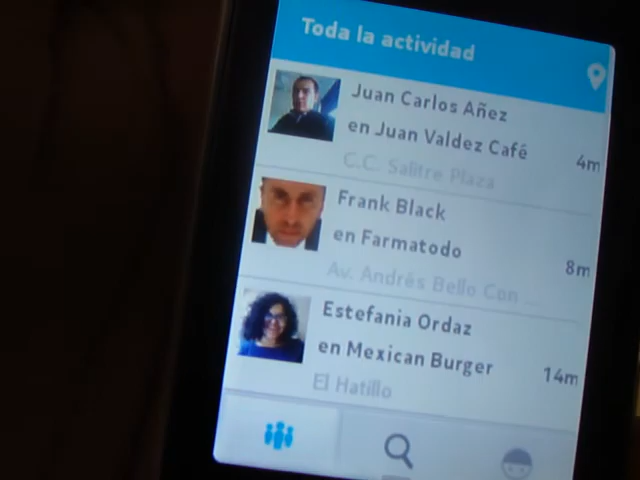 Toda la actividad
Juan Carlos Añez
en Juan Valdez Café
4m
C.C. Salitre Plaza
Frank Black
en Farmatodo
8m
Av. Andrés Bello Con ...
Estefania Ordaz
en Mexican Burger
14m
El Hatillo